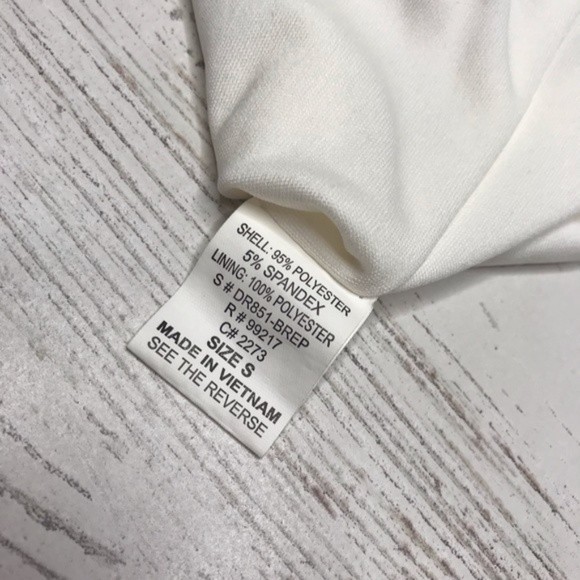 SHELL: 95% POLYESTER
5% SPANDEX
LINING: 100% POLYESTER
S # DR851-BREP
R # 99217
C# 2273
SIZE S
MADE IN VIETNAM
SEE THE REVERSE